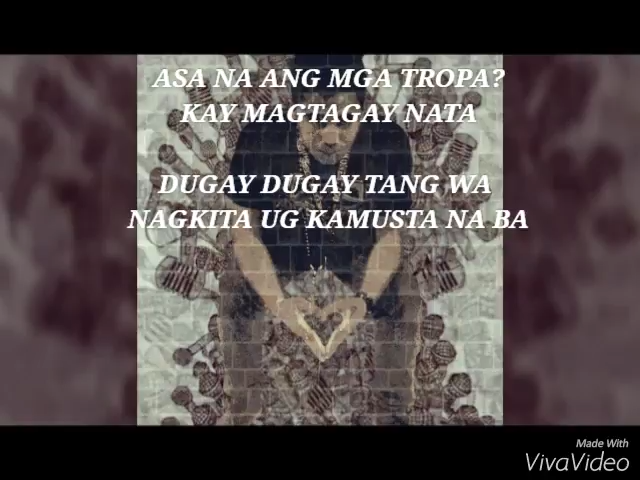 ASA NA ANG MGA TROPA?
KAY MAGTAGAY NATA
DUGAY DUGAY TANG WA
NAGKITA UG KAMUSTA NA BA
Made With
VivaVideo